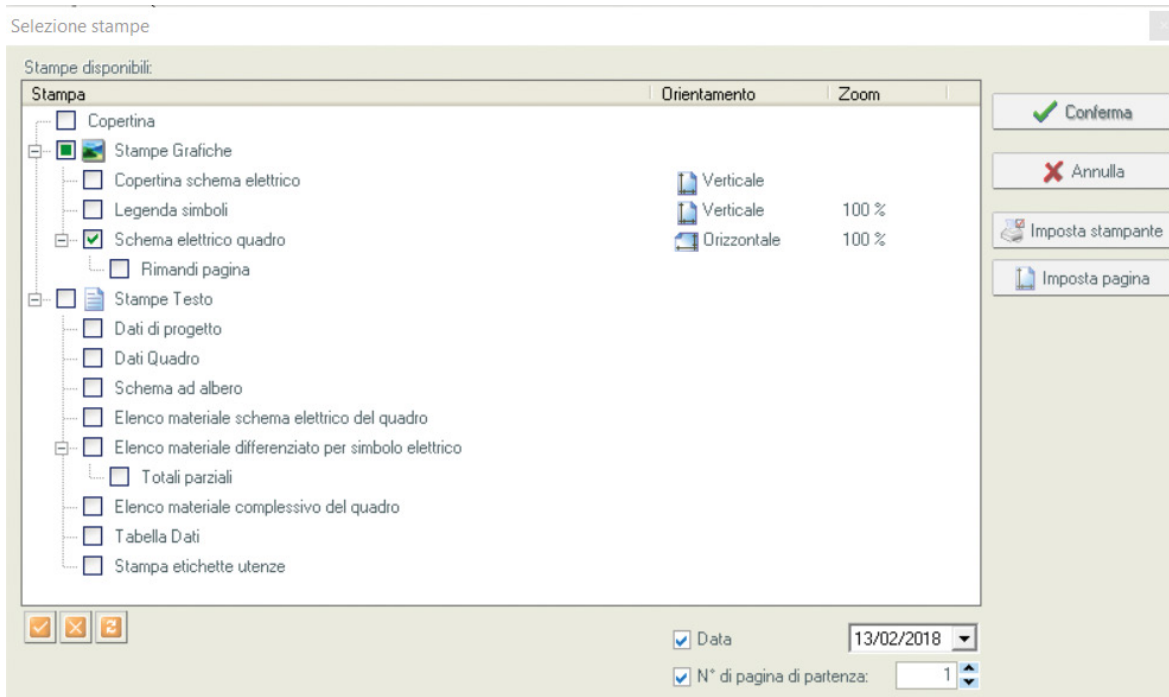 Selezione stampe
Stampe disponibili:
Stampa Orientamento Zoom
Copertina
Stampe Grafiche
Copertina schema elettrico Verticale
Legenda simboli Verticale 100 %
Schema elettrico quadro Orizzontale 100 %
Rimandi pagina
Stampe Testo
Dati di progetto
Dati Quadro
Schema ad albero
Elenco materiale schema elettrico del quadro
Elenco materiale differenziato per simbolo elettrico
Totali parziali
Elenco materiale complessivo del quadro
Tabella Dati
Stampa etichette utenze
Conferma
Annulla
Imposta stampante
Imposta pagina
Data 13/02/2018
N° di pagina di partenza: 1